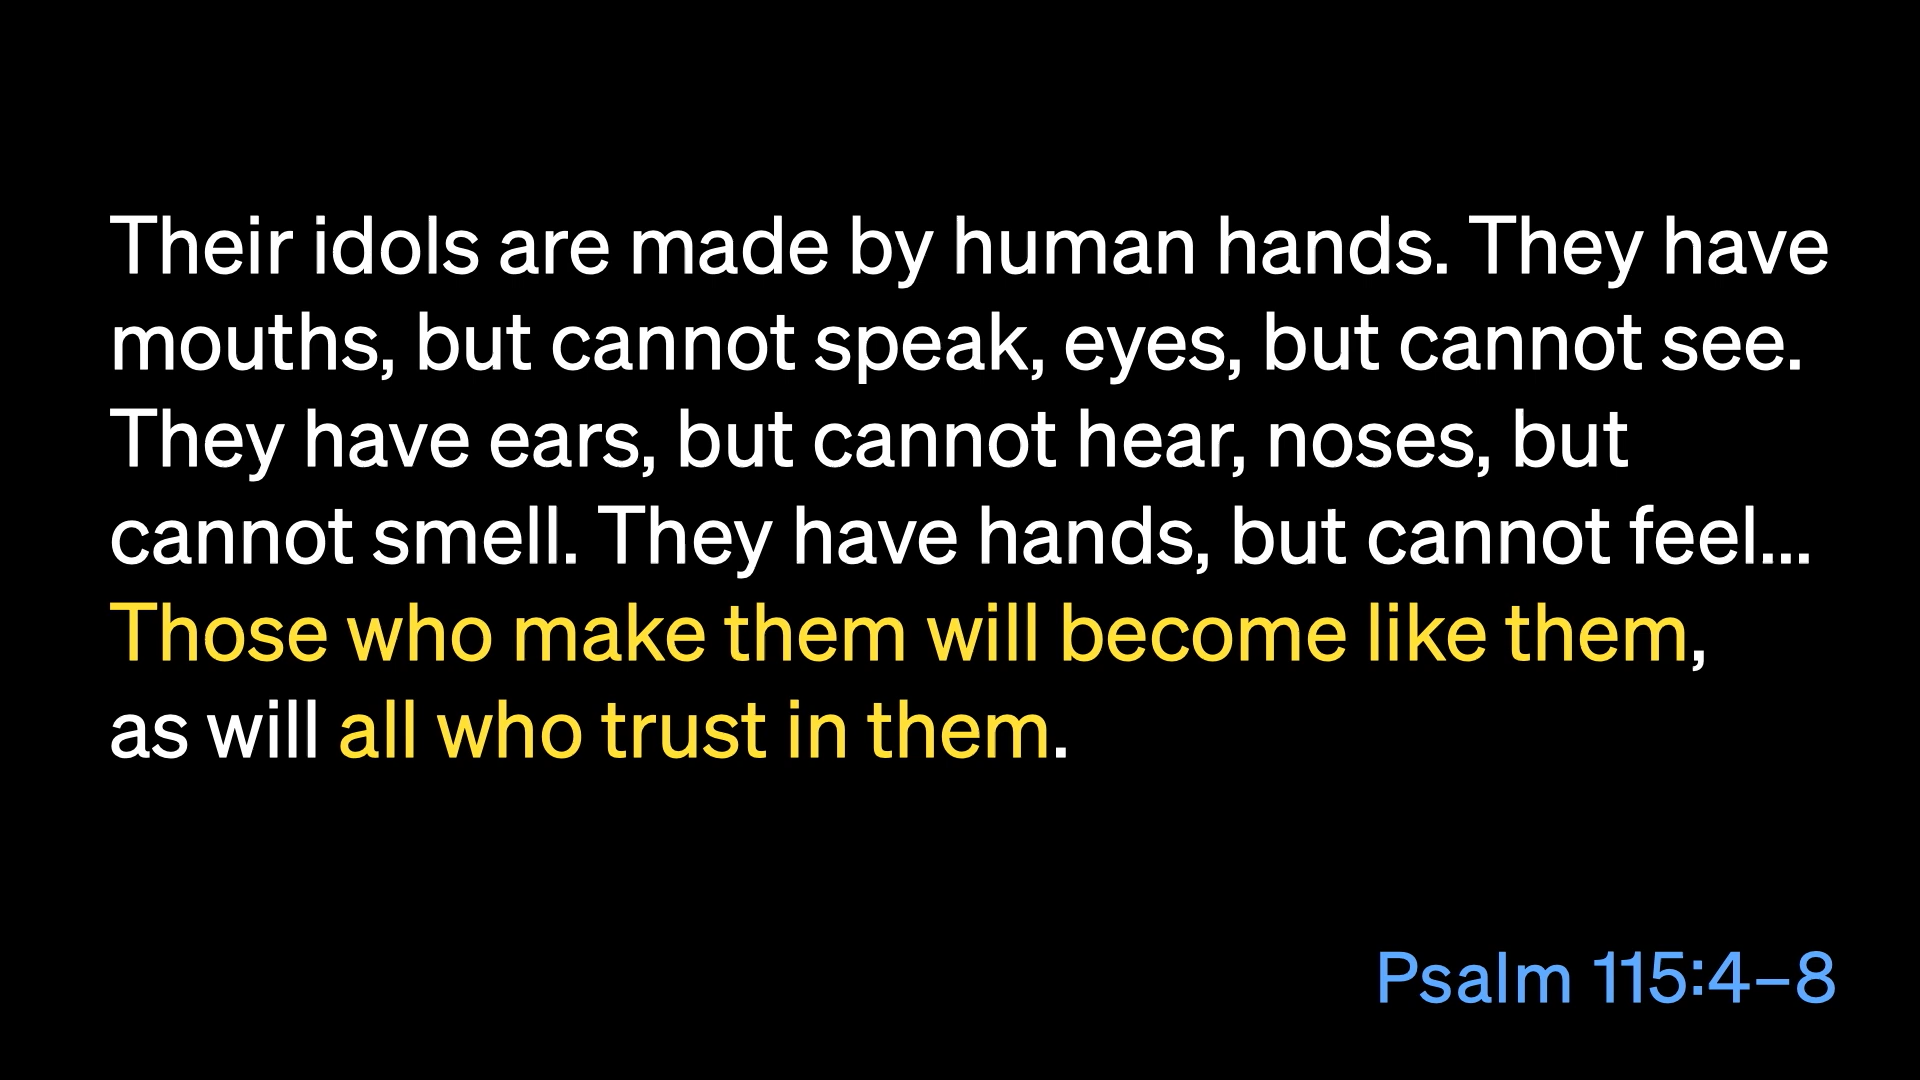 Their idols are made by human hands. They have
mouths, but cannot speak, eyes, but cannot see.
They have ears, but cannot hear, noses, but
cannot smell. They have hands, but cannot feel...
Those who make them will become like them,
as will all who trust in them.
Psalm 115:4–8